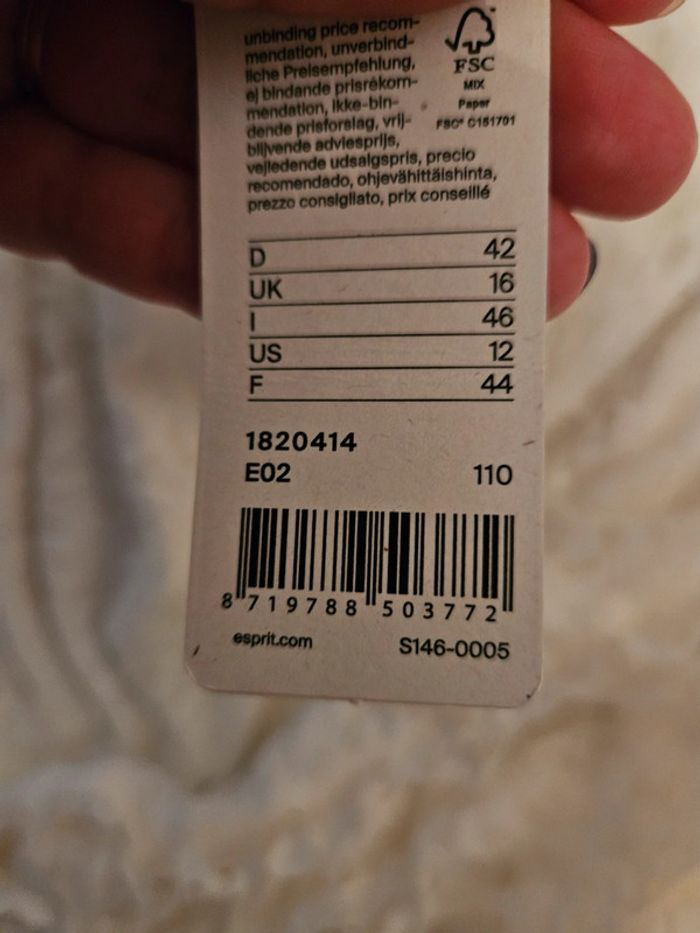 unbinding price recom-
mendation, unverbind-
liche Preisempfehlung,
ej bindande prisrekom-
mendation, ikke-bin-
dende prisforslag, vrij-
blijvende adviesprijs,
vejledende udsalgspris, precio
recomendado, ohjevähittäishinta,
prezzo consigliato, prix conseillé
FSC
MIX
Paper
FSC® C151701
D 42
UK 16
I 46
US 12
F 44
1820414
E02 110
8 719788 503772
esprit.com S146-0005